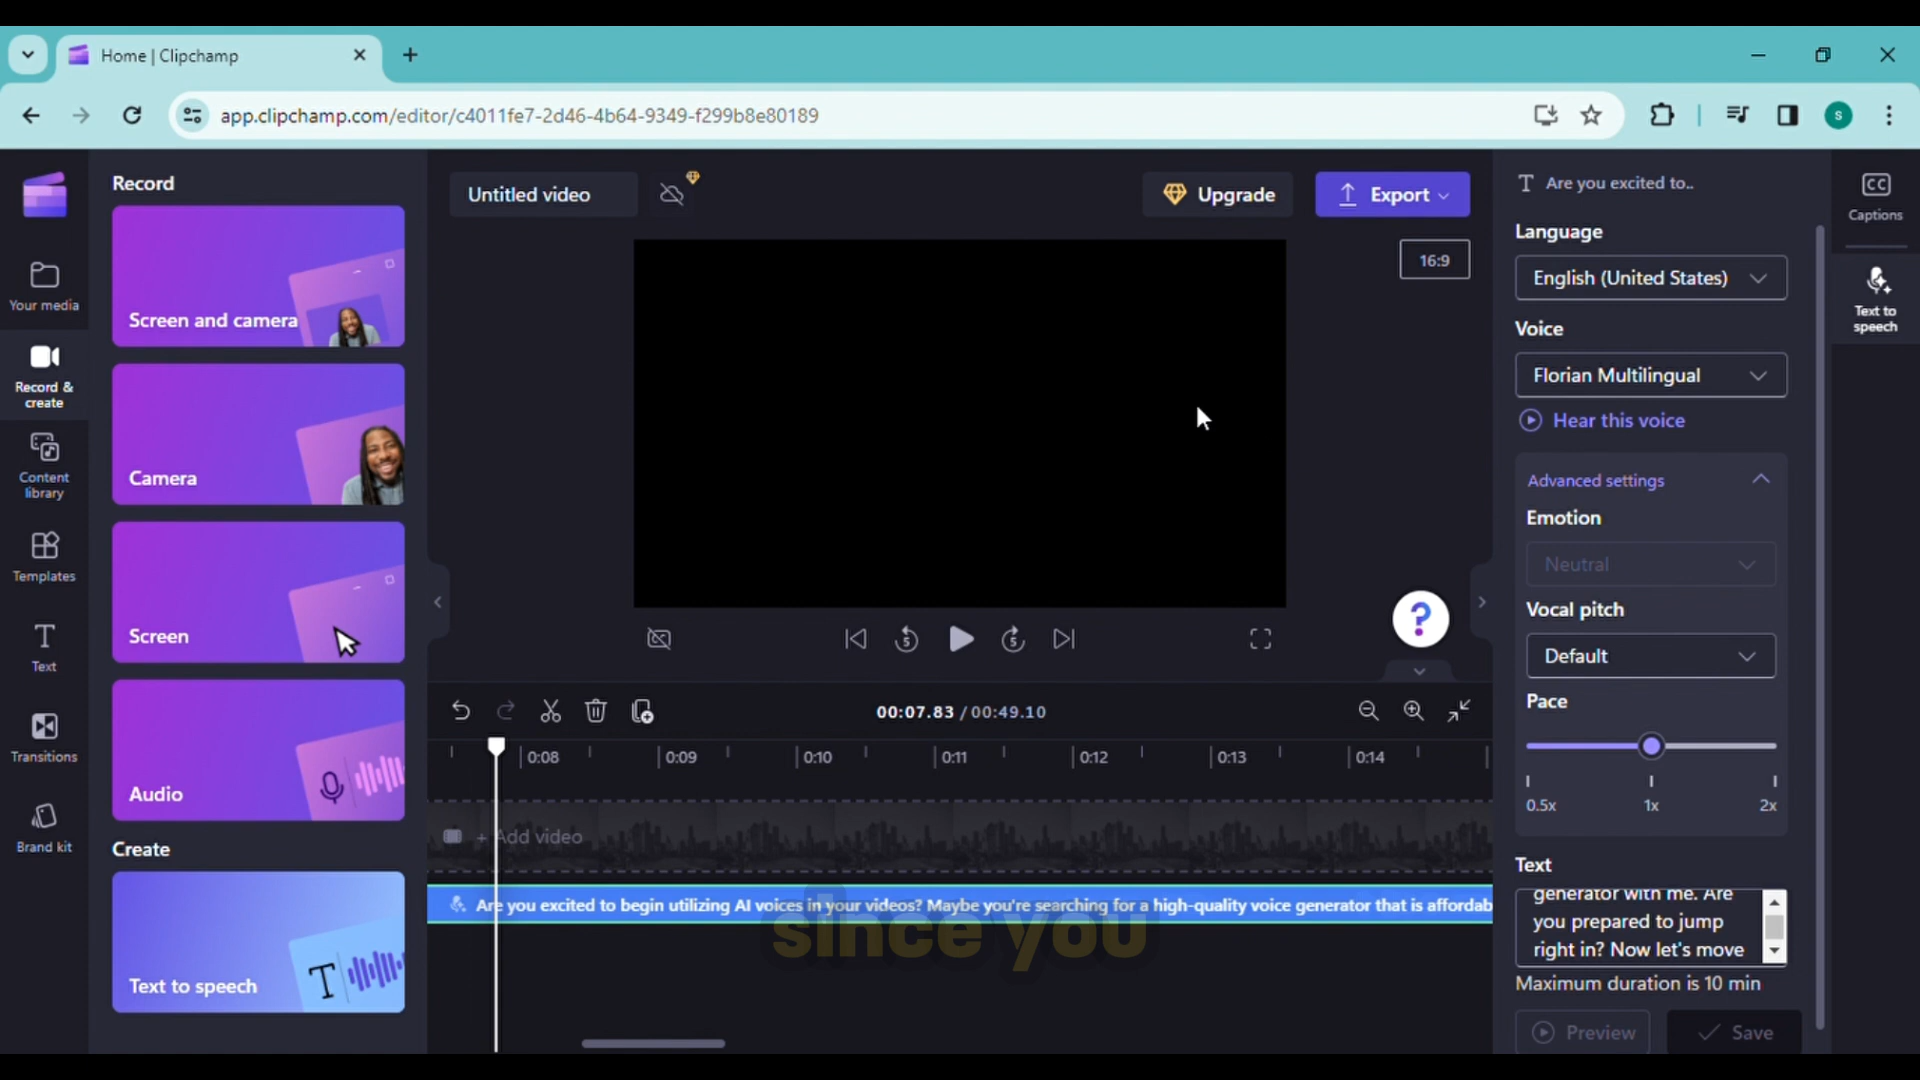 Home | Clipchamp
app.clipchamp.com/editor/c4011fe7-2d46-4b64-9349-f299b8e80189
S
Your media
Record &
create
Content
library
Templates
Text
Transitions
Brand kit
Record
Screen and camera
Camera
Screen
Audio
Create
Text to speech
Untitled video
Upgrade
Export
16:9
5
5
?
00:07.83 / 00:49.10
0:08
0:09
0:10
0:11
0:12
0:13
0:14
+ Add video
Are you excited to begin utilizing AI voices in your videos? Maybe you're searching for a high-quality voice generator that is affordab
since you
T Are you excited to..
Language
English (United States)
Voice
Florian Multilingual
Hear this voice
Advanced settings
Emotion
Neutral
Vocal pitch
Default
Pace
0.5x
1x
2x
Text
generator with me. Are
you prepared to jump
right in? Now let's move
Maximum duration is 10 min
Preview
Save
CC
Captions
Text to
speech